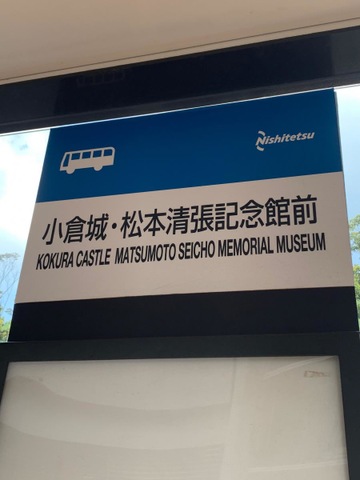 Nishitetsu
小倉城・松本清張記念館前
KOKURA CASTLE MATSUMOTO SEICHO MEMORIAL MUSEUM